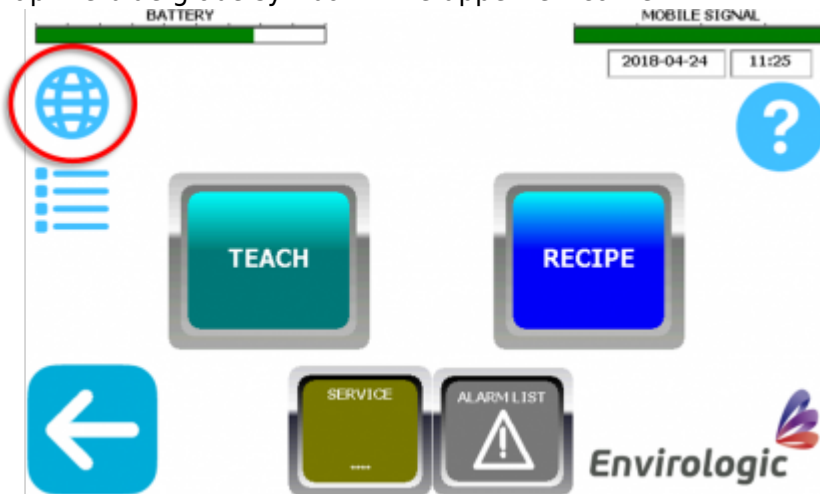 BATTERY
MOBILE SIGNAL
2018-04-24 11:25
?
TEACH
RECIPE
SERVICE
....
ALARM LIST
!
Envirologic